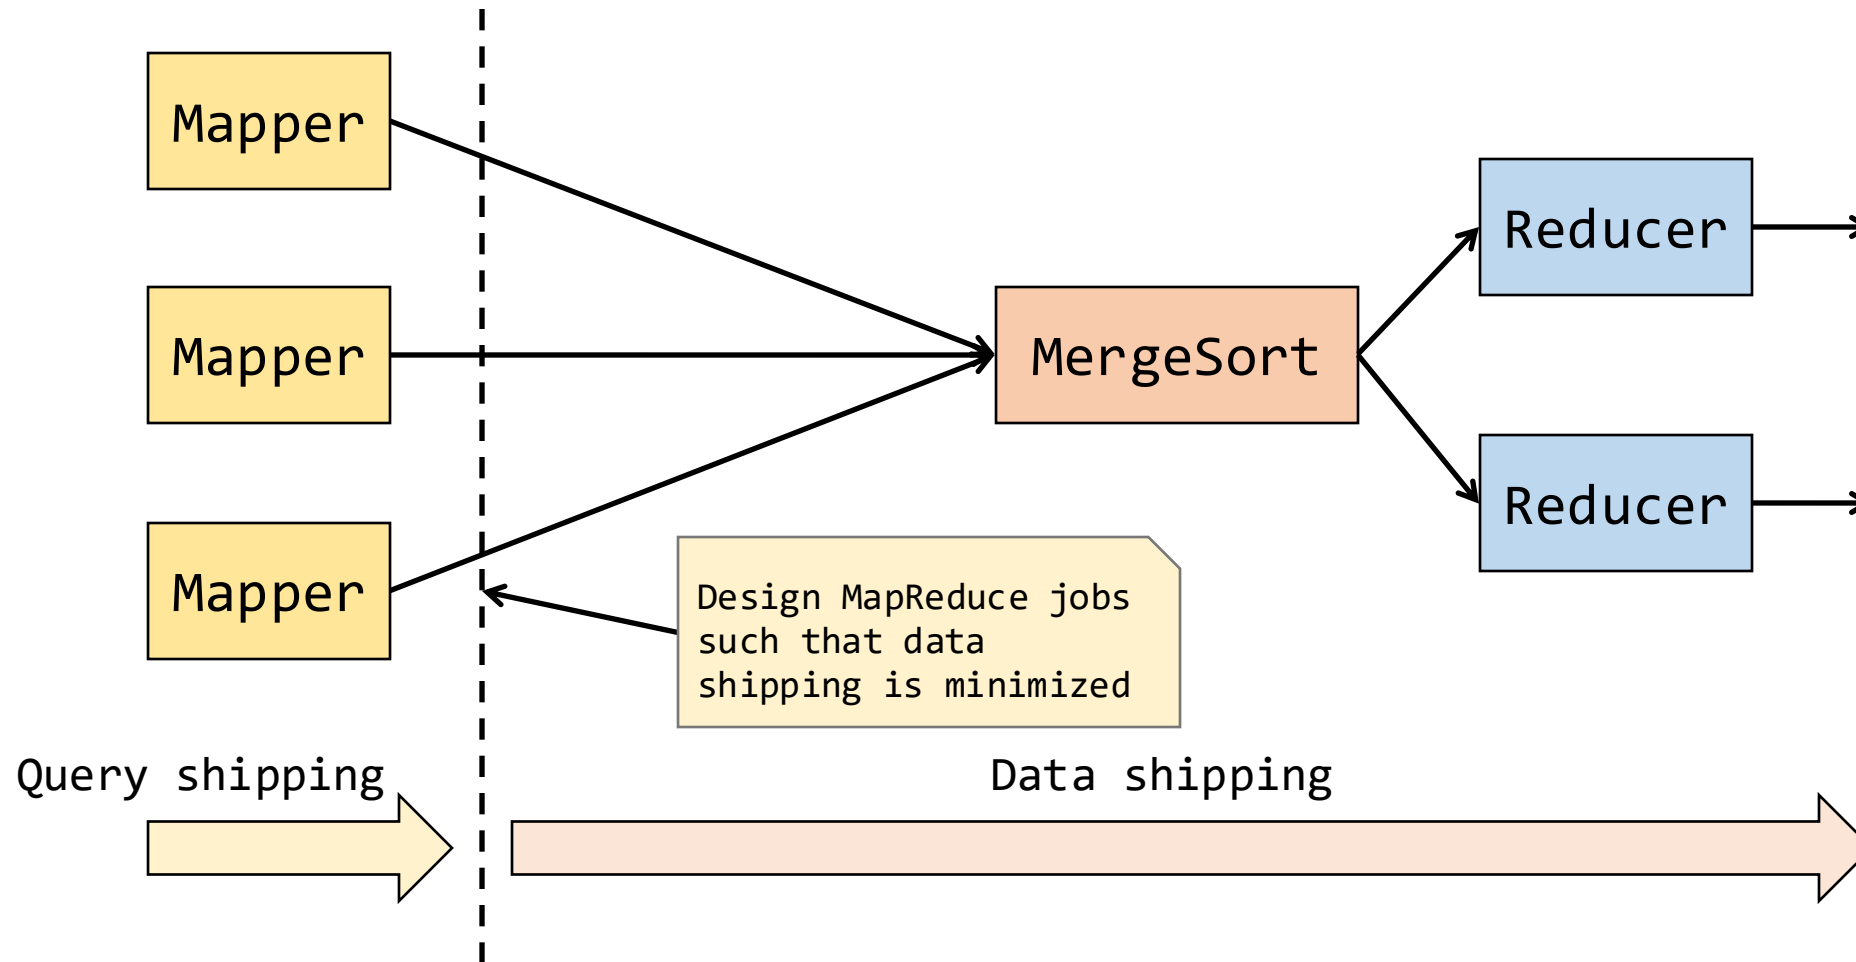 Mapper
Mapper
Mapper
MergeSort
Reducer
Reducer
Design MapReduce jobs
such that data
shipping is minimized
Query shipping
Data shipping